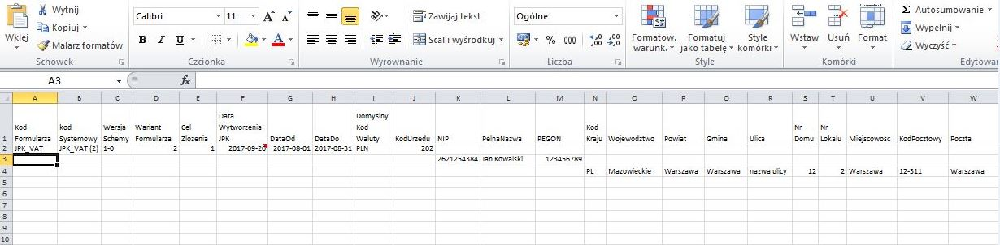 Wklej
Wytnij
Kopiuj
Malarz formatów
Schowek
Calibri 11 A A
B I U A
Czcionka
Zawijaj tekst
Scal i wyśrodkuj
Wyrównanie
Ogólne
% 000 ,0 ,00 ,00 ,0
Liczba
Formatow. warunk.
Formatuj jako tabelę
Style komórki
Style
Wstaw Usuń Format
Komórki
Σ Autosumowanie
Wypełnij
Wyczyść
Edytowa
A3 fx
A B C D E F G H I J K L M N O P Q R S T U V W
1 Kod Formularza kod Systemowy Wersja Schemy Wariant Formularza Cel Zlozenia Data Wytworzenia JPK DataOd DataDo Domyslny Kod Waluty KodUrzedu NIP PelnaNazwa REGON Kod Kraju Wojewodztwo Powiat Gmina Ulica Nr Domu Nr Lokalu Miejscowosc KodPocztowy Poczta
2 JPK_VAT JPK_VAT (2) 1-0 2 1 2017-09-20 2017-08-01 2017-08-31 PLN 202
3 2621254384 Jan Kowalski 123456789
4 PL Mazowieckie Warszawa Warszawa nazwa ulicy 12 2 Warszawa 12-311 Warszawa
5
6
7
8
9
10